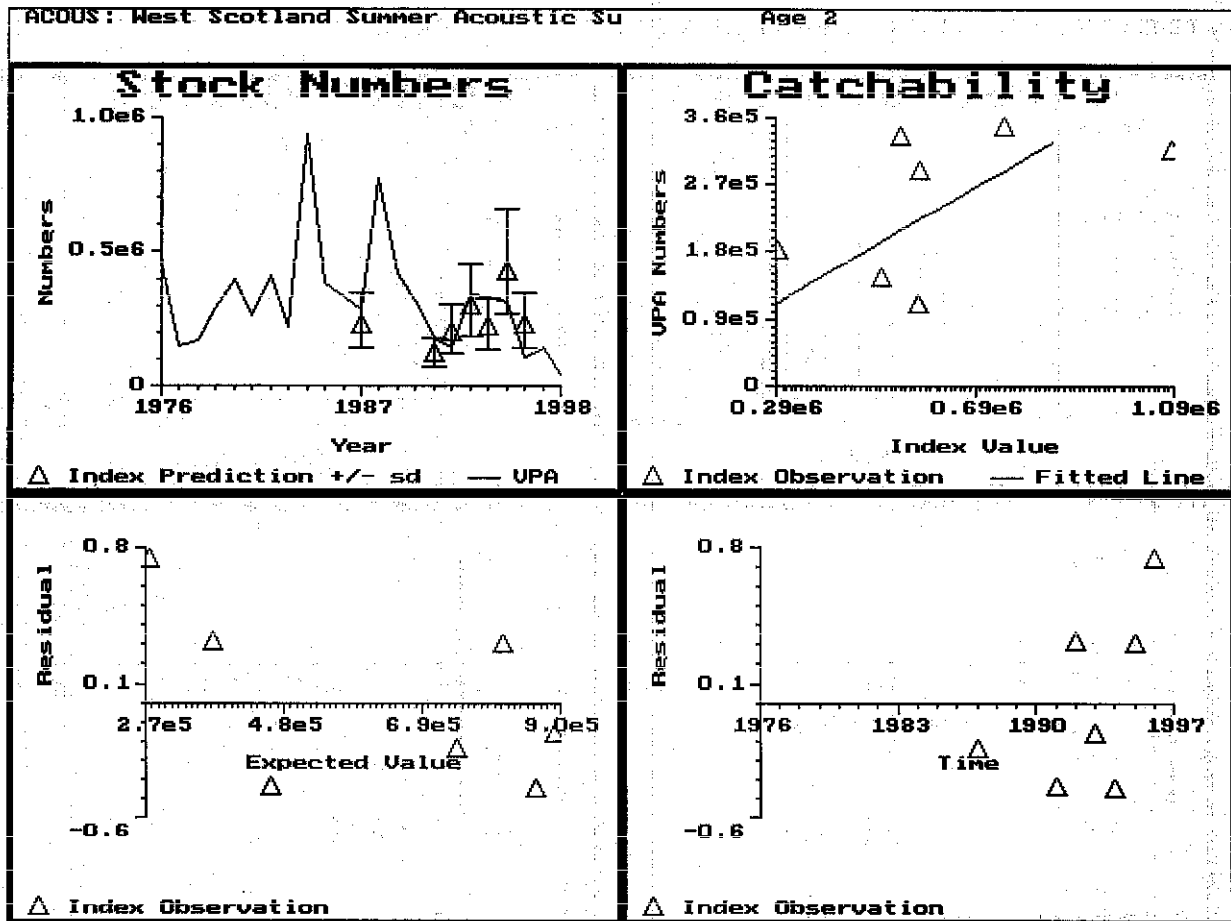 ACOUS: West Scotland Summer Acoustic Su Age 2
Stock Numbers
1.0e6
0.5e6
0
Numbers
1976 1987 1998
Year
△ Index Prediction +/- sd — VPA
Catchability
3.6e5
2.7e5
1.8e5
0.9e5
0
VPA Numbers
0.29e6 0.69e6 1.09e6
Index Value
△ Index Observation — Fitted Line
0.8
0.1
-0.6
Residual
2.7e5 4.8e5 6.9e5 9.0e5
Expected Value
△ Index Observation
0.8
0.1
-0.6
Residual
1976 1983 1990 1997
Time
△ Index Observation